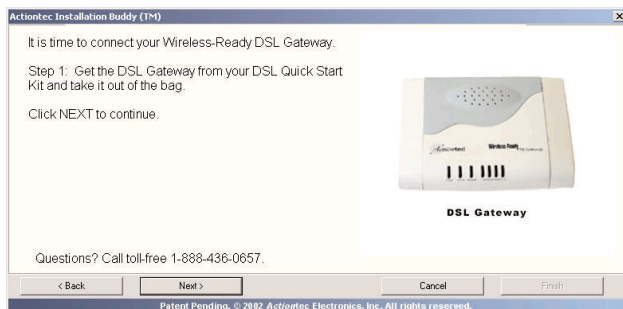 Actiontec Installation Buddy (TM)
It is time to connect your Wireless-Ready DSL Gateway.
Step 1: Get the DSL Gateway from your DSL Quick Start
Kit and take it out of the bag.
Click NEXT to continue.
Actiontec
Wireless Ready
DSL Gateway
Questions? Call toll-free 1-888-436-0657.
< Back
Next >
Cancel
Finish
Patent Pending. © 2002 Actiontec Electronics, Inc. All rights reserved.